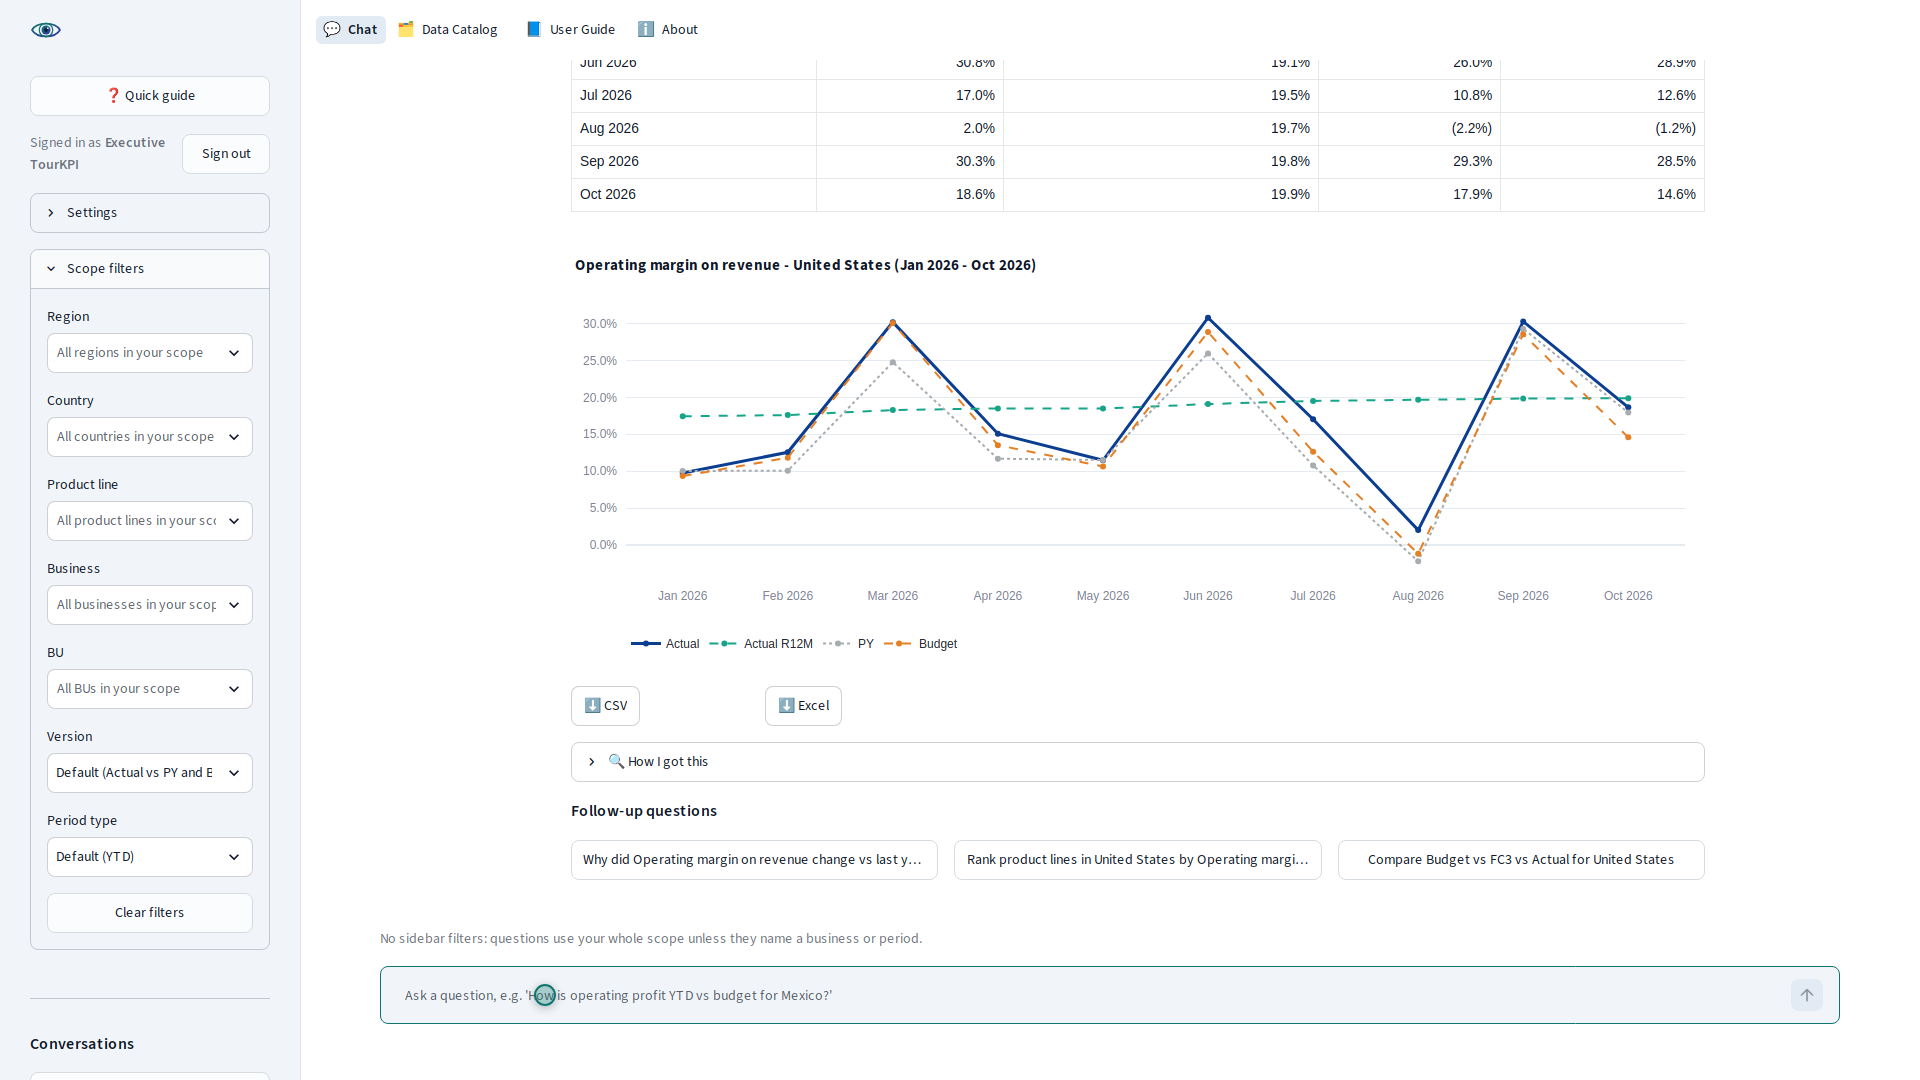 💬 Chat
🗂️ Data Catalog
📘 User Guide
ℹ️ About
❓ Quick guide
Signed in as Executive
TourKPI
Sign out
Settings
Scope filters
Region
All regions in your scope
Country
All countries in your scope
Product line
All product lines in your sco
Business
All businesses in your scop
BU
All BUs in your scope
Version
Default (Actual vs PY and B
Period type
Default (YTD)
Clear filters
Conversations
Jun 2026 30.8% 19.1% 26.0% 28.9%
Jul 2026 17.0% 19.5% 10.8% 12.6%
Aug 2026 2.0% 19.7% (2.2%) (1.2%)
Sep 2026 30.3% 19.8% 29.3% 28.5%
Oct 2026 18.6% 19.9% 17.9% 14.6%
Operating margin on revenue - United States (Jan 2026 - Oct 2026)
30.0%
25.0%
20.0%
15.0%
10.0%
5.0%
0.0%
Jan 2026 Feb 2026 Mar 2026 Apr 2026 May 2026 Jun 2026 Jul 2026 Aug 2026 Sep 2026 Oct 2026
Actual Actual R12M PY Budget
⬇️ CSV
⬇️ Excel
🔍 How I got this
Follow-up questions
Why did Operating margin on revenue change vs last y…
Rank product lines in United States by Operating margi…
Compare Budget vs FC3 vs Actual for United States
No sidebar filters: questions use your whole scope unless they name a business or period.
Ask a question, e.g. 'How is operating profit YTD vs budget for Mexico?'